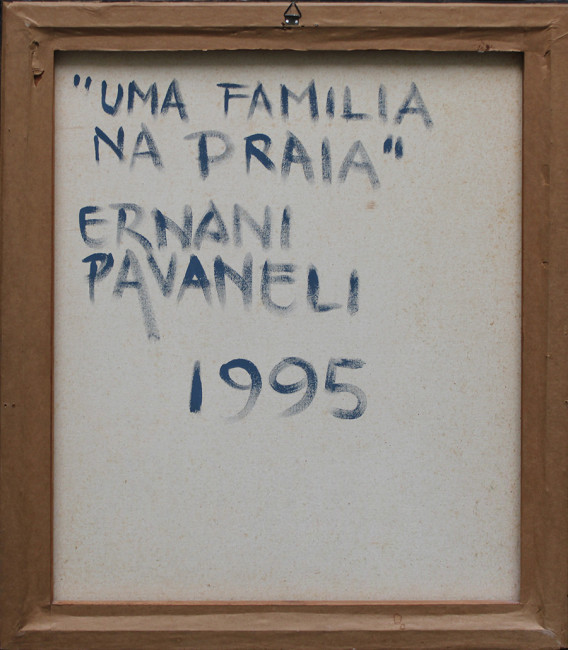 "UMA FAMILIA
NA PRAIA"
ERNANI
PAVANELI
1995